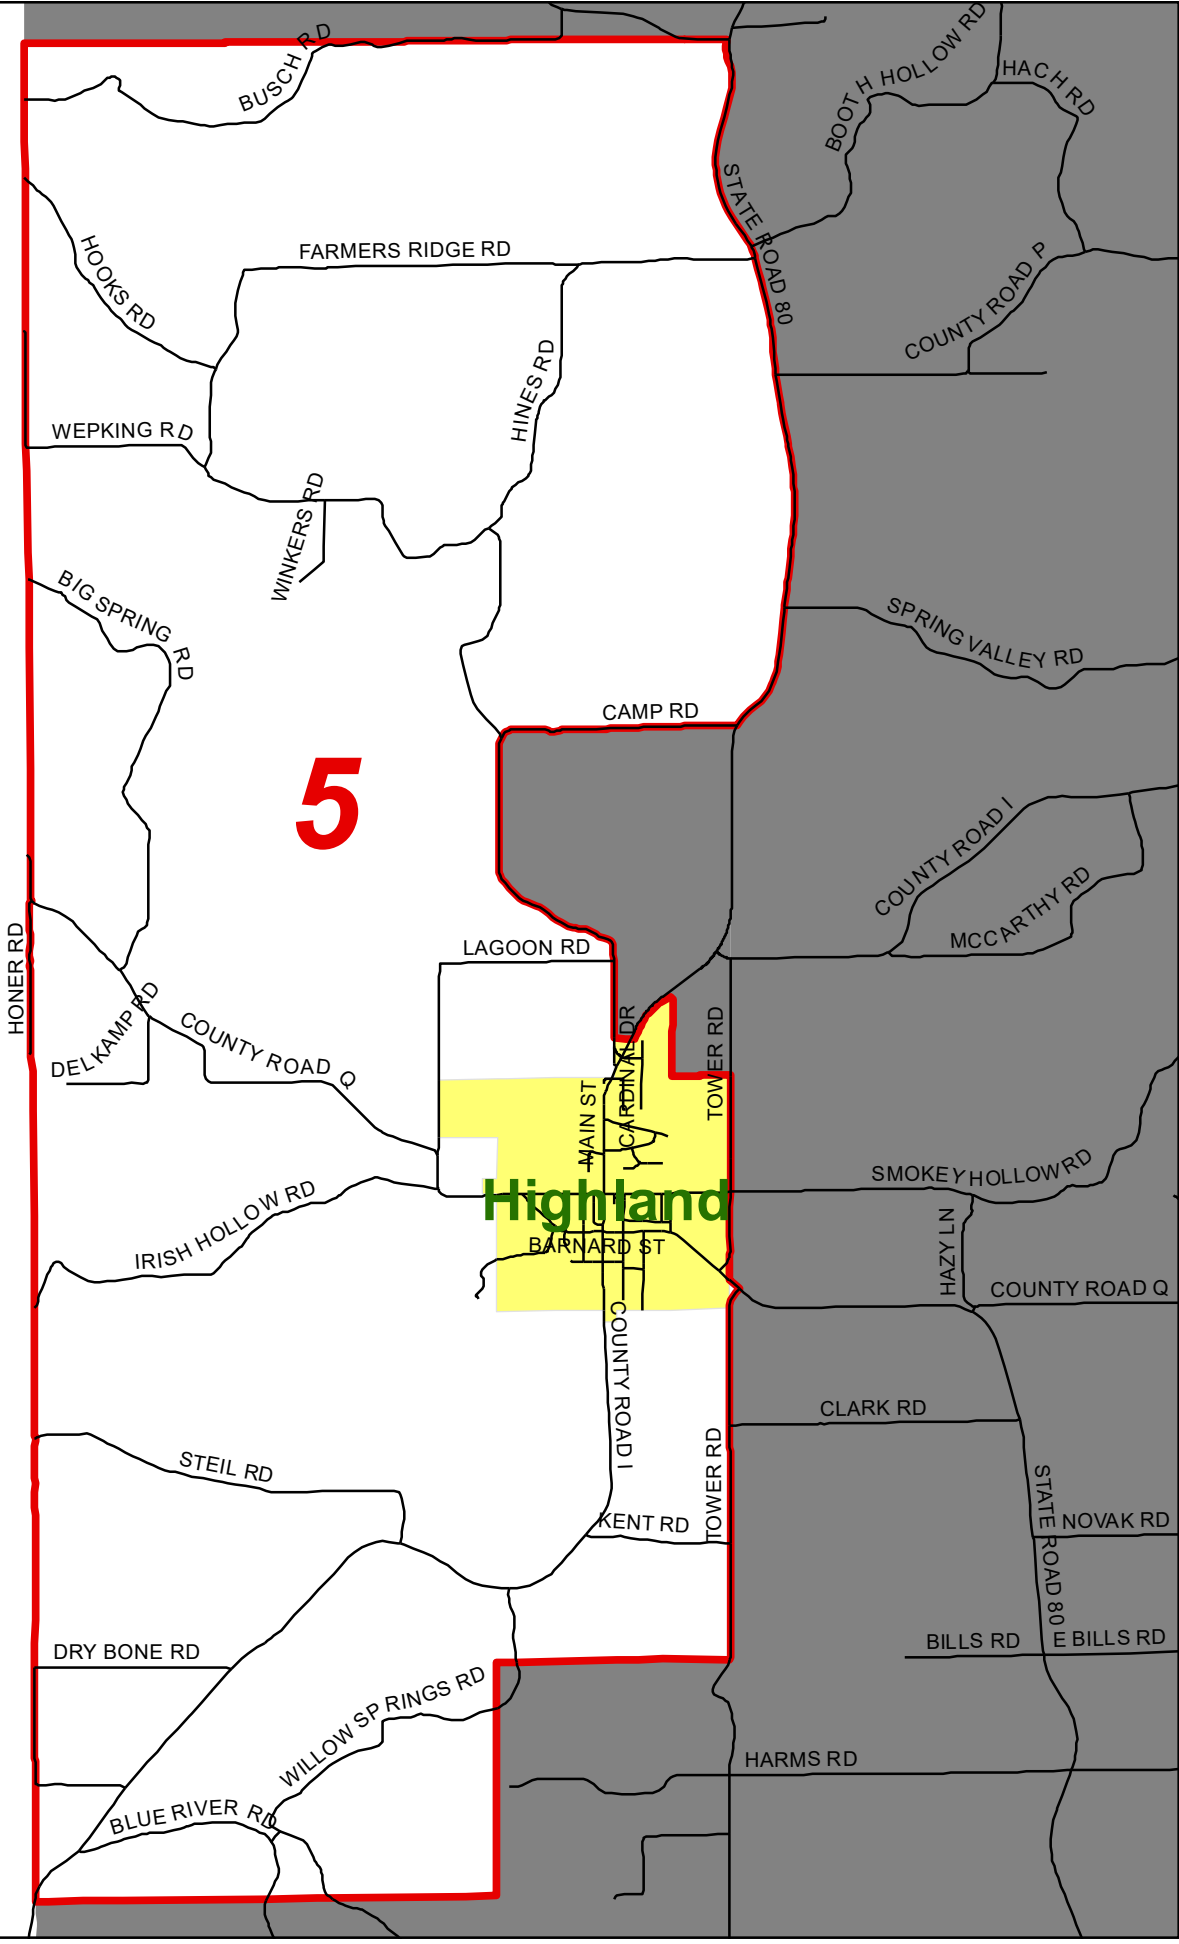 BUSCH RD
BOOTH HOLLOW RD
HACH RD
STATE ROAD 80
HOOKS RD
FARMERS RIDGE RD
COUNTY ROAD P
HINES RD
WEPKING RD
WINKERS RD
BIG SPRING RD
SPRING VALLEY RD
CAMP RD
5
COUNTY ROAD I
MCCARTHY RD
HONER RD
LAGOON RD
DELKAMP RD
COUNTY ROAD Q
CARDINAL DR
TOWER RD
MAIN ST
SMOKEY HOLLOW RD
IRISH HOLLOW RD
Highland
BARNARD ST
HAZY LN
COUNTY ROAD Q
COUNTY ROAD I
CLARK RD
STEIL RD
TOWER RD
KENT RD
STATE ROAD 80
NOVAK RD
DRY BONE RD
BILLS RD
E BILLS RD
WILLOW SPRINGS RD
HARMS RD
BLUE RIVER RD